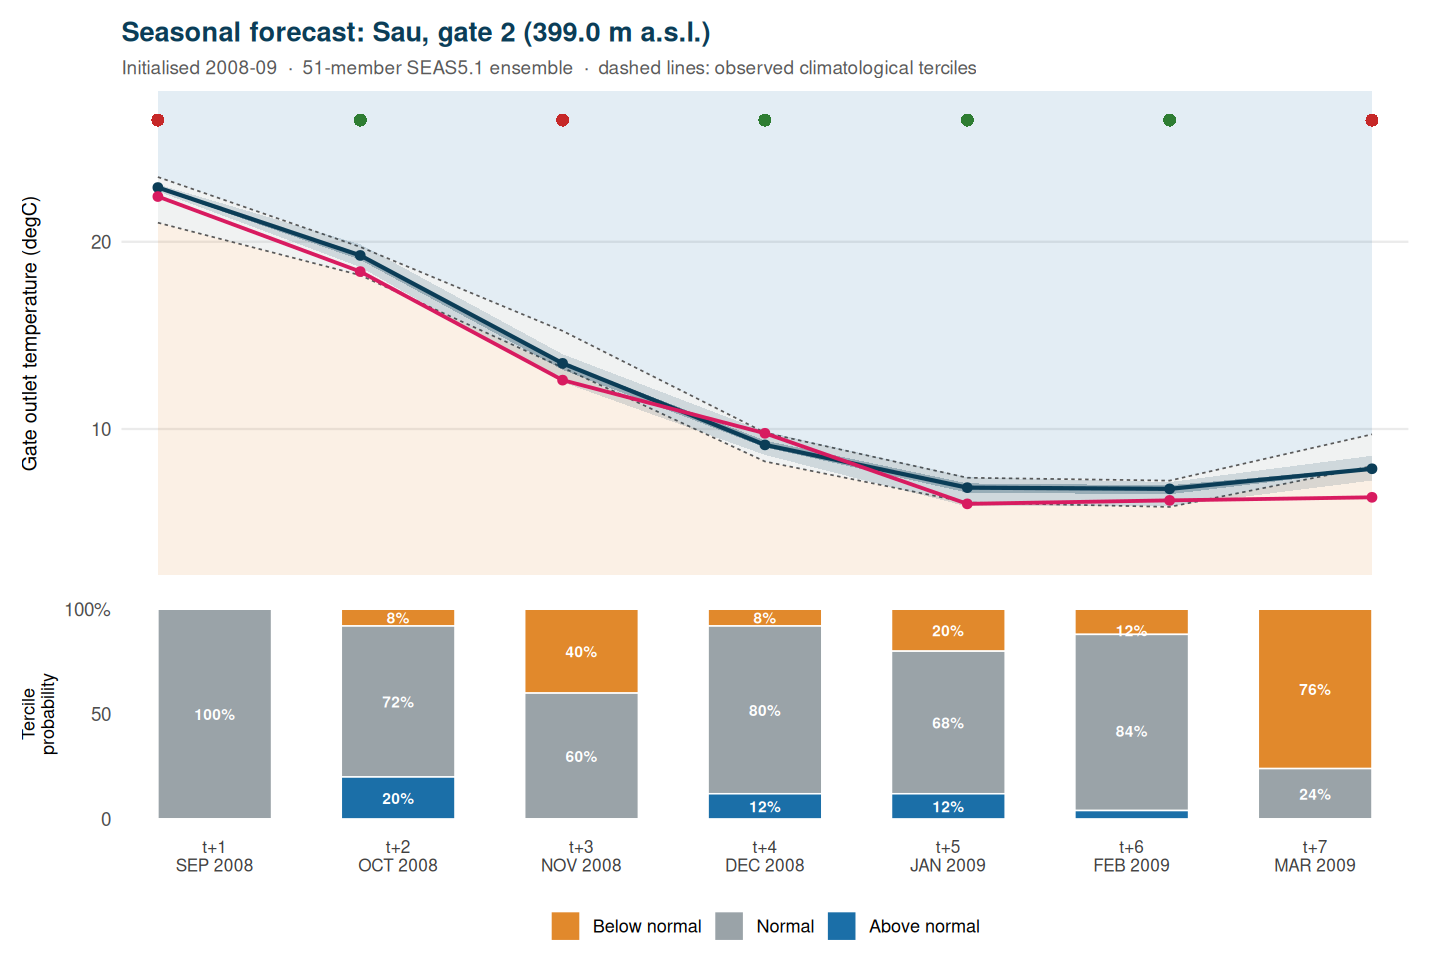 Seasonal forecast: Sau, gate 2 (399.0 m a.s.l.)
Initialised 2008-09 · 51-member SEAS5.1 ensemble · dashed lines: observed climatological terciles
Gate outlet temperature (degC)
20
10
Tercile
probability
100%
50
0
100%
8%
72%
20%
40%
60%
8%
80%
12%
20%
68%
12%
12%
84%
76%
24%
t+1
SEP 2008
t+2
OCT 2008
t+3
NOV 2008
t+4
DEC 2008
t+5
JAN 2009
t+6
FEB 2009
t+7
MAR 2009
Below normal
Normal
Above normal